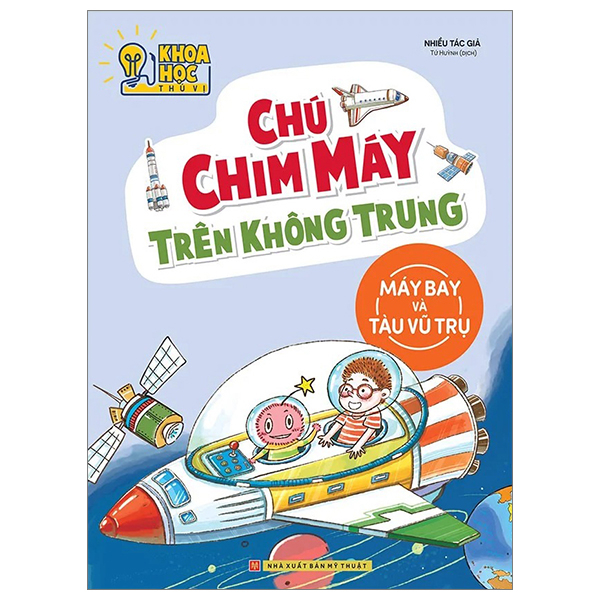 KHOA
HỌC
THÚ VỊ
NHIỀU TÁC GIẢ
TÚ HUỲNH (DỊCH)
CHÚ
CHIM MÁY
TRÊN KHÔNG TRUNG
MÁY BAY
VÀ
TÀU VŨ TRỤ
NHÀ XUẤT BẢN MỸ THUẬT